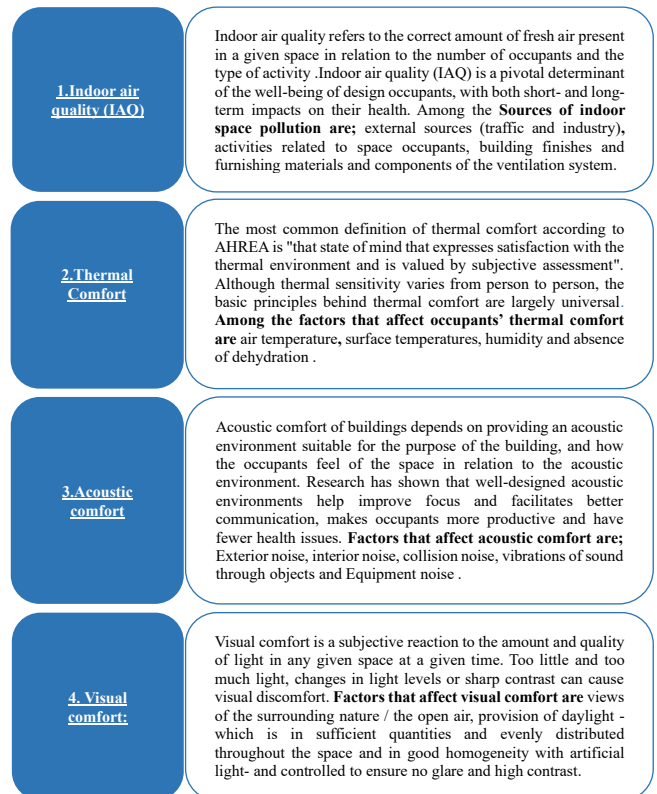 1.Indoor air
quality (IAQ)
Indoor air quality refers to the correct amount of fresh air present
in a given space in relation to the number of occupants and the
type of activity .Indoor air quality (IAQ) is a pivotal determinant
of the well-being of design occupants, with both short- and long-
term impacts on their health. Among the Sources of indoor
space pollution are; external sources (traffic and industry),
activities related to space occupants, building finishes and
furnishing materials and components of the ventilation system.
2.Thermal
Comfort
The most common definition of thermal comfort according to
AHREA is "that state of mind that expresses satisfaction with the
thermal environment and is valued by subjective assessment".
Although thermal sensitivity varies from person to person, the
basic principles behind thermal comfort are largely universal.
Among the factors that affect occupants’ thermal comfort
are air temperature, surface temperatures, humidity and absence
of dehydration .
3.Acoustic
comfort
Acoustic comfort of buildings depends on providing an acoustic
environment suitable for the purpose of the building, and how
the occupants feel of the space in relation to the acoustic
environment. Research has shown that well-designed acoustic
environments help improve focus and facilitates better
communication, makes occupants more productive and have
fewer health issues. Factors that affect acoustic comfort are;
Exterior noise, interior noise, collision noise, vibrations of sound
through objects and Equipment noise .
4. Visual
comfort:
Visual comfort is a subjective reaction to the amount and quality
of light in any given space at a given time. Too little and too
much light, changes in light levels or sharp contrast can cause
visual discomfort. Factors that affect visual comfort are views
of the surrounding nature / the open air, provision of daylight -
which is in sufficient quantities and evenly distributed
throughout the space and in good homogeneity with artificial
light- and controlled to ensure no glare and high contrast.